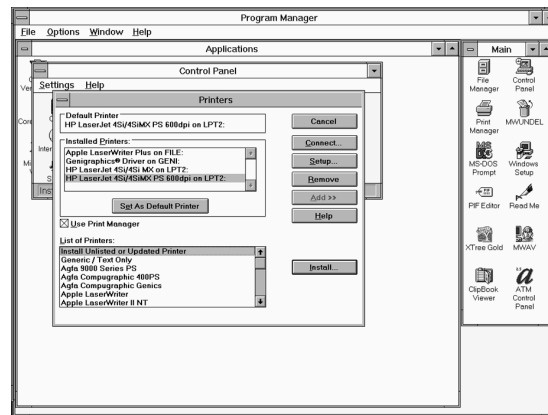 Program Manager
File Options Window Help
Applications
Main
Control Panel
Settings Help
Printers
Default Printer
HP LaserJet 4Si/4SiMX PS 600dpi on LPT2:
Installed Printers:
Apple LaserWriter Plus on FILE:
Genigraphics® Driver on GENI:
HP LaserJet 4Si/4Si MX on LPT2:
HP LaserJet 4Si/4SiMX PS 600dpi on LPT2:
Set As Default Printer
Use Print Manager
List of Printers:
Install Unlisted or Updated Printer
Generic / Text Only
Agfa 9000 Series PS
Agfa Compugraphic 400PS
Agfa Compugraphic Genics
Apple LaserWriter
Apple LaserWriter II NT
Cancel
Connect...
Setup...
Remove
Add >>
Help
Install...
File Manager
Control Panel
Print Manager
MWUNDEL
MS-DOS Prompt
Windows Setup
PIF Editor
Read Me
XTree Gold
MWAV
ClipBook Viewer
ATM Control Panel